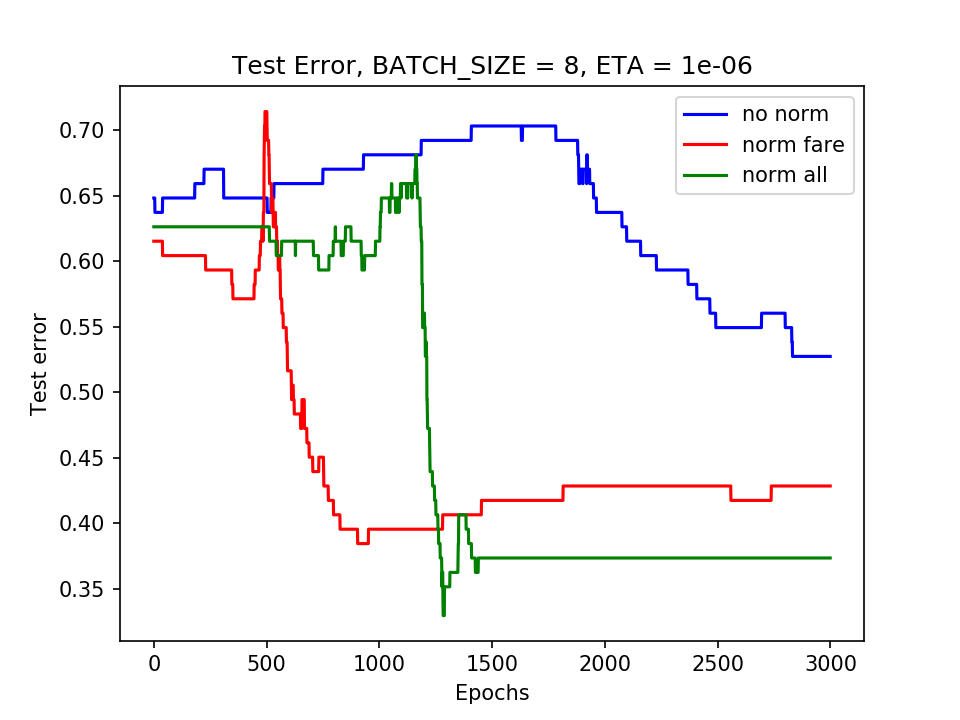 Test Error, BATCH_SIZE = 8, ETA = 1e-06
no norm
norm fare
norm all
0.70
0.65
0.60
0.55
0.50
0.45
0.40
0.35
Test error
0 500 1000 1500 2000 2500 3000
Epochs